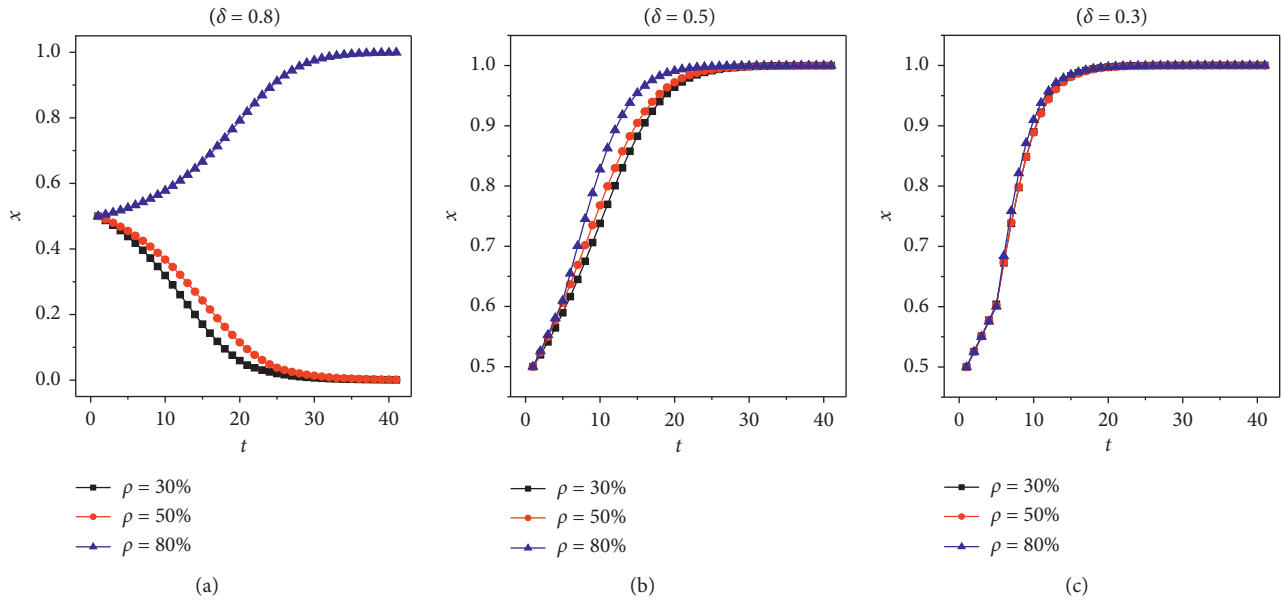 (δ = 0.8)
1.0
0.8
0.6
0.4
0.2
0.0
x
0 10 20 30 40
t
ρ = 30%
ρ = 50%
ρ = 80%
(a)
(δ = 0.5)
1.0
0.9
0.8
0.7
0.6
0.5
x
0 10 20 30 40
t
ρ = 30%
ρ = 50%
ρ = 80%
(b)
(δ = 0.3)
1.0
0.9
0.8
0.7
0.6
0.5
x
0 10 20 30 40
t
ρ = 30%
ρ = 50%
ρ = 80%
(c)